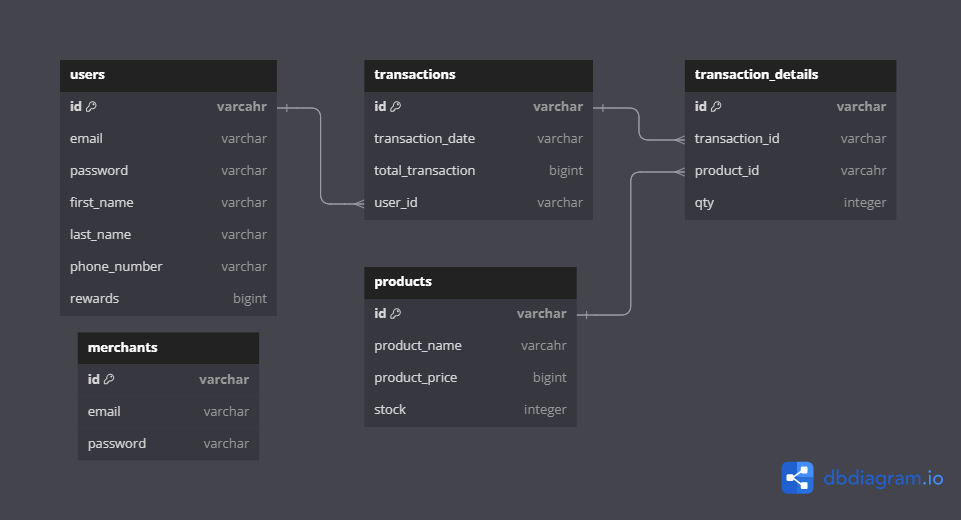 users
id varcahr
email varchar
password varchar
first_name varchar
last_name varchar
phone_number varchar
rewards bigint
merchants
id varchar
email varchar
password varchar
transactions
id varchar
transaction_date varchar
total_transaction bigint
user_id varchar
products
id varchar
product_name varcahr
product_price bigint
stock integer
transaction_details
id varchar
transaction_id varchar
product_id varcahr
qty integer
dbdiagram.io